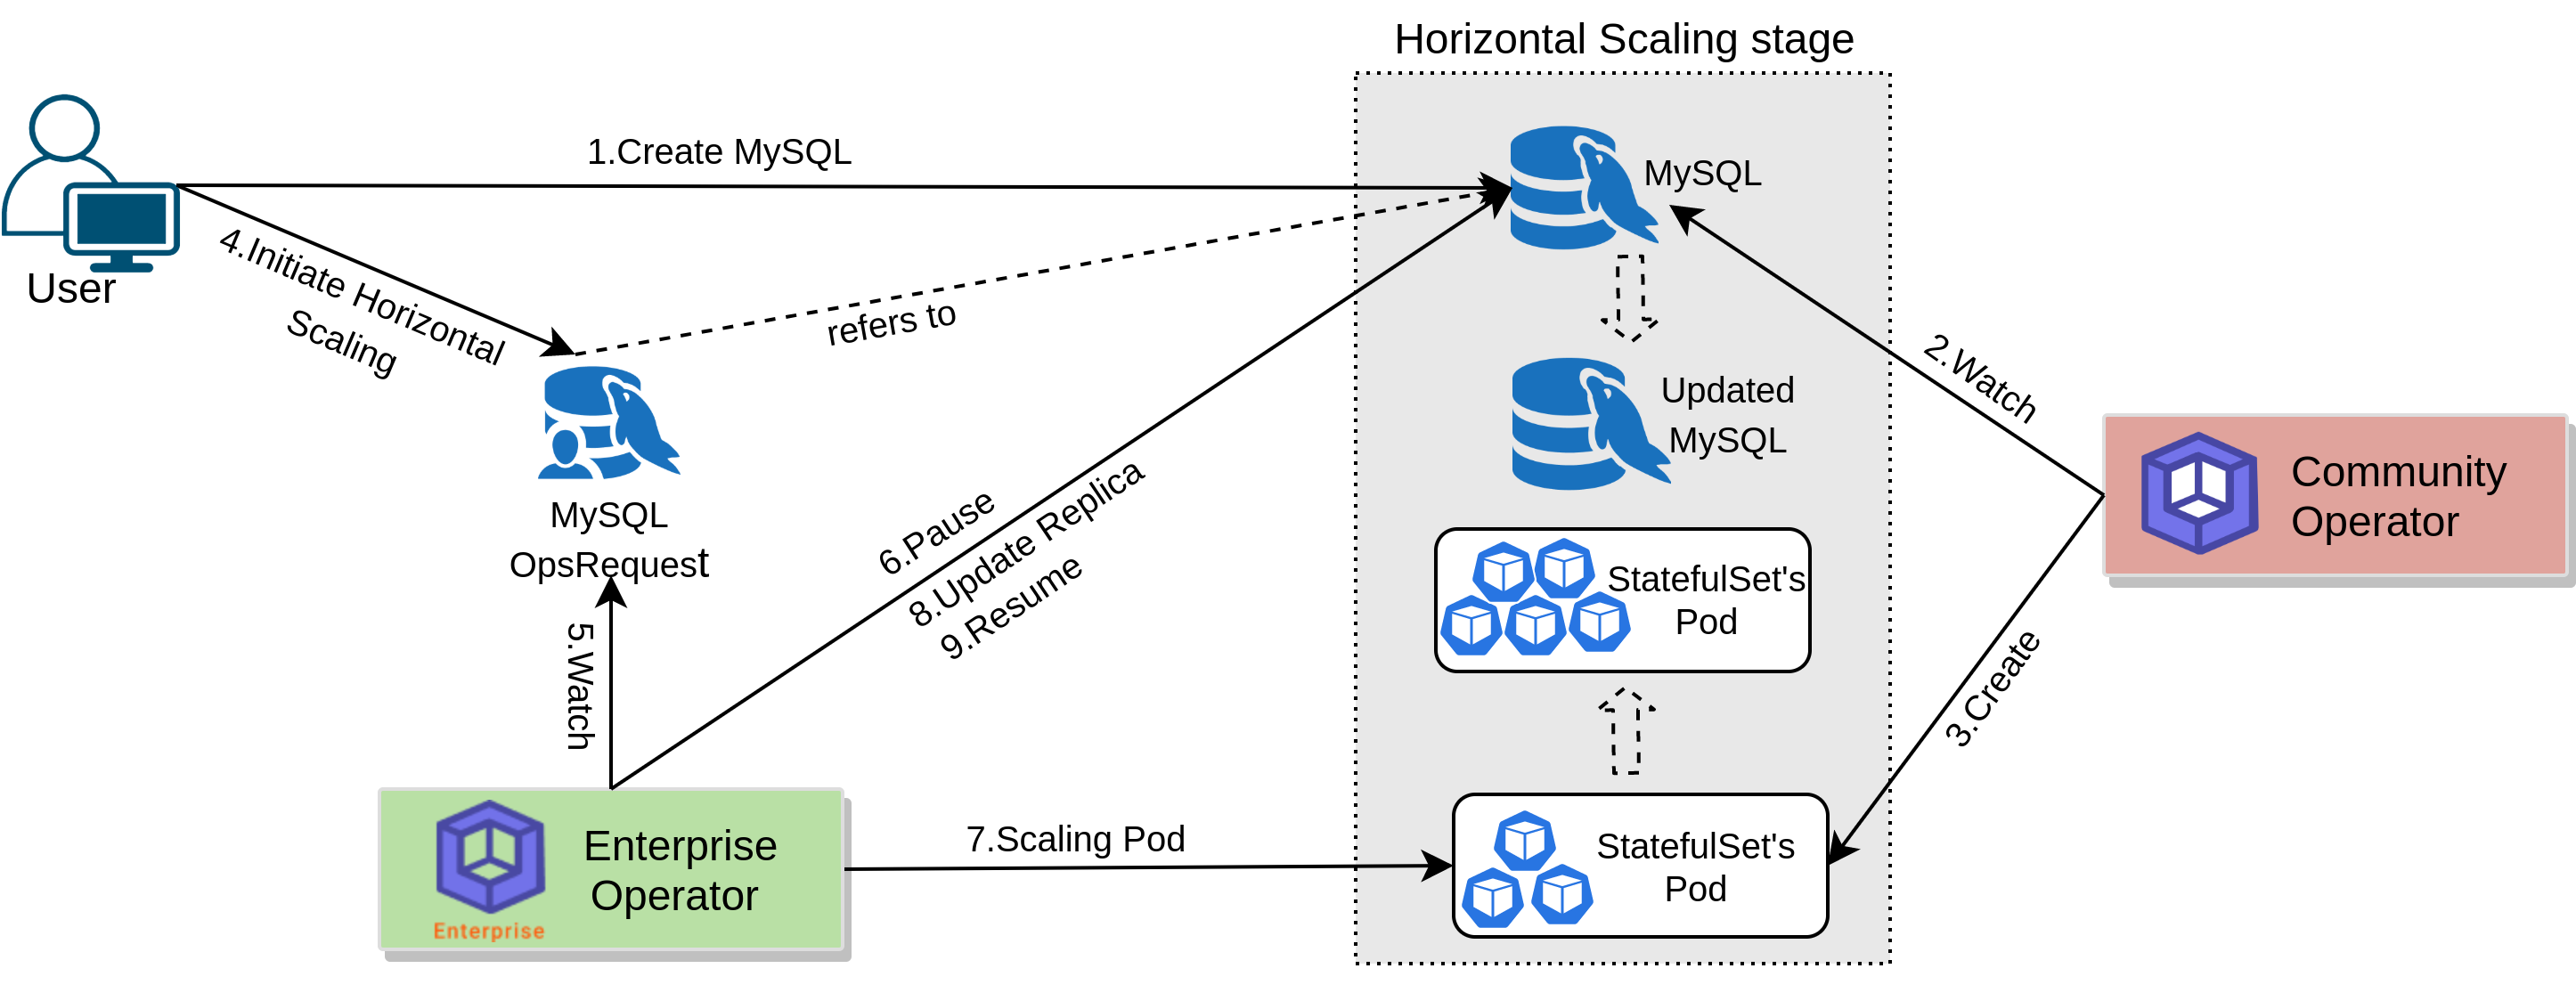 Horizontal Scaling stage
1.Create MySQL
MySQL
User
4.Initiate Horizontal
Scaling
refers to
2.Watch
Updated
MySQL
MySQL
OpsRequest
Community
Operator
6.Pause
8.Update Replica
9.Resume
StatefulSet's
Pod
5.Watch
3.Create
Enterprise
Operator
Enterprise
7.Scaling Pod
StatefulSet's
Pod